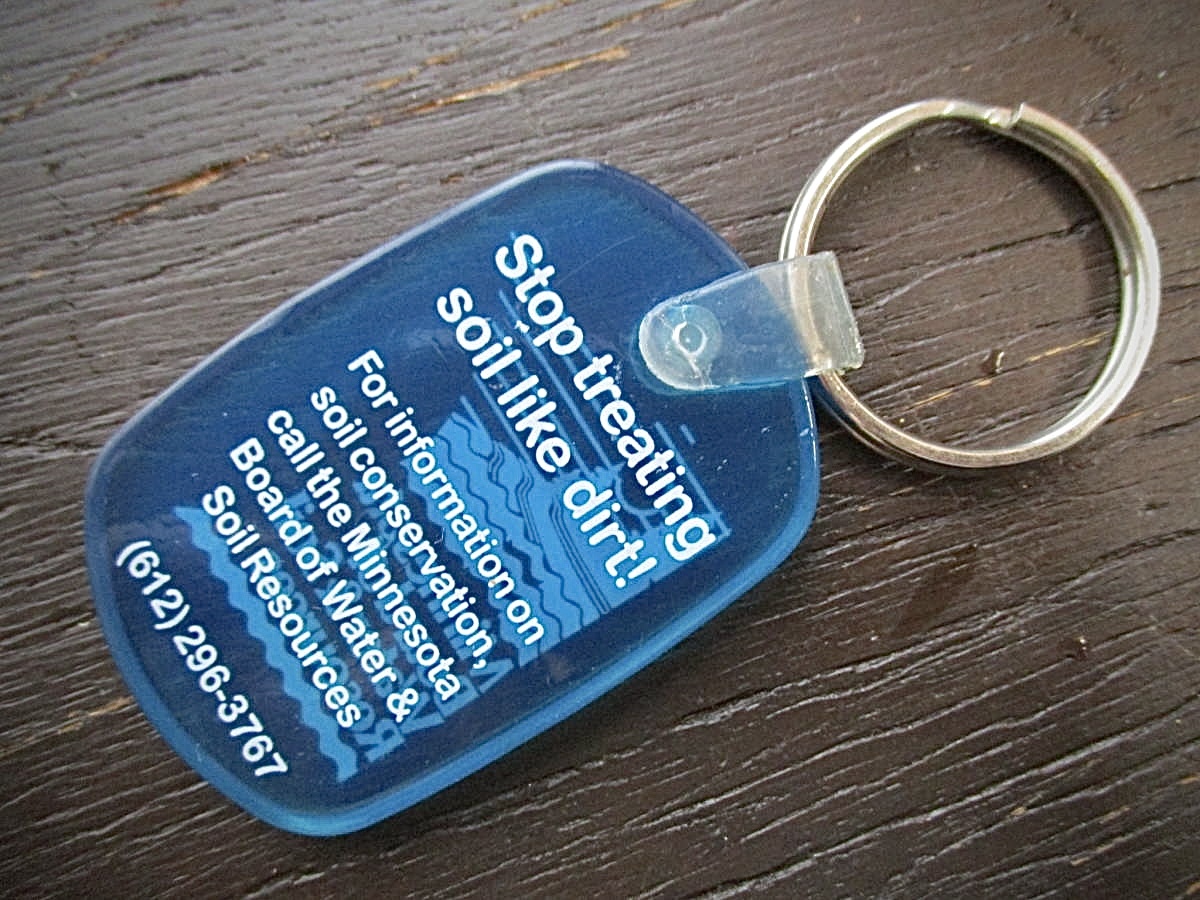 Stop treating
soil like dirt!
For information on
soil conservation,
call the Minnesota
Board of Water &
Soil Resources
(612) 296-3767